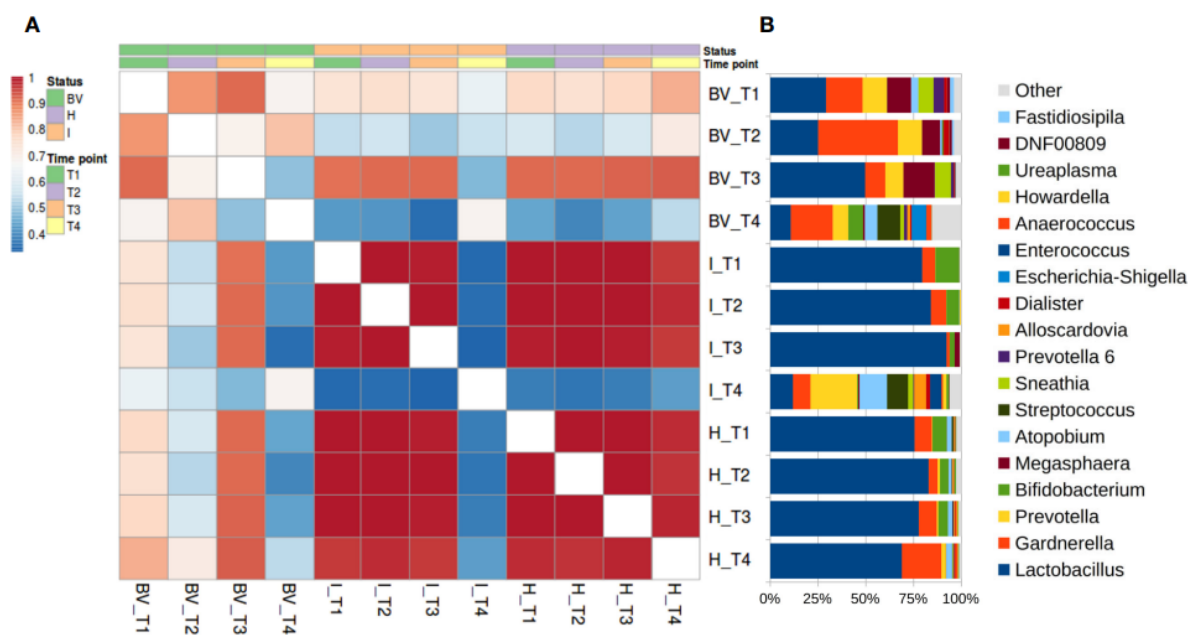 A
B
Status
Time point
1
0.9
0.8
0.7
0.6
0.5
0.4
Status
BV
H
I
Time point
T1
T2
T3
T4
BV_T1
BV_T2
BV_T3
BV_T4
I_T1
I_T2
I_T3
I_T4
H_T1
H_T2
H_T3
H_T4
BV_T1
BV_T2
BV_T3
BV_T4
I_T1
I_T2
I_T3
I_T4
H_T1
H_T2
H_T3
H_T4
0%
25%
50%
75%
100%
Other
Fastidiosipila
DNF00809
Ureaplasma
Howardella
Anaerococcus
Enterococcus
Escherichia-Shigella
Dialister
Alloscardovia
Prevotella 6
Sneathia
Streptococcus
Atopobium
Megasphaera
Bifidobacterium
Prevotella
Gardnerella
Lactobacillus